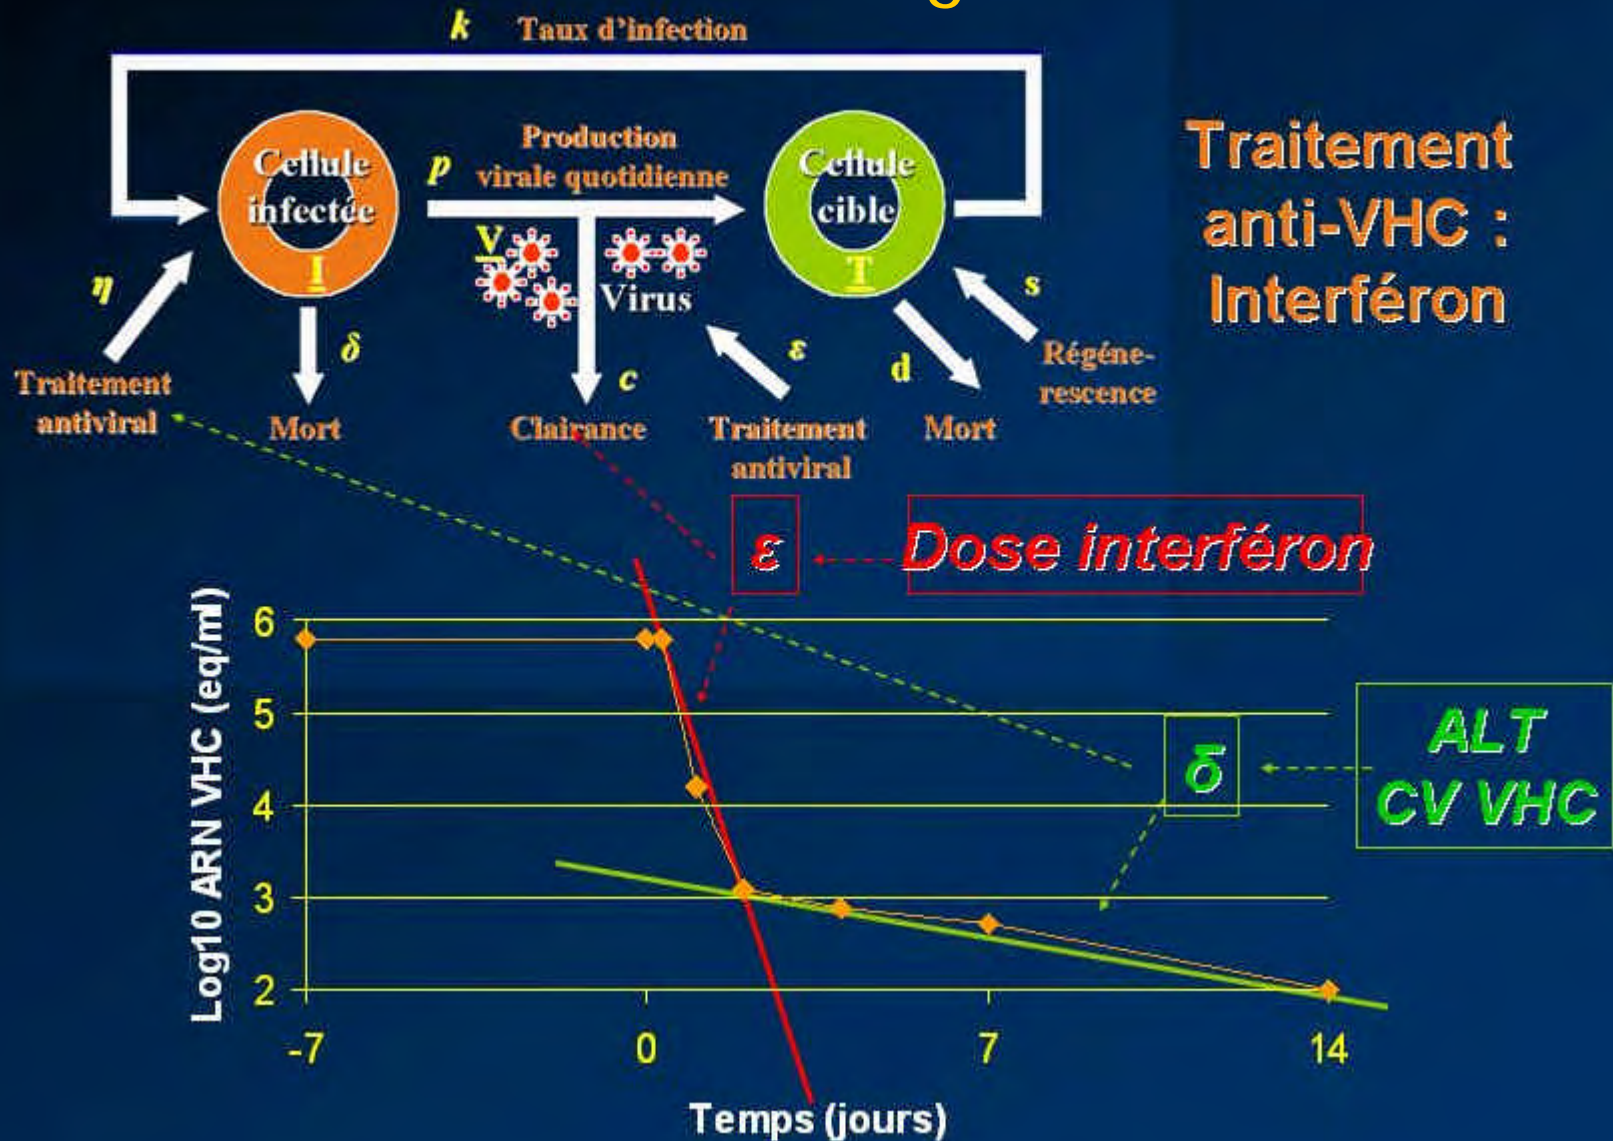 k Taux d'infection
Cellule
infectée
I
p
Production
virale quotidienne
V
Virus
Cellule
cible
T
Traitement
anti-VHC :
Interféron
η
δ
c
ε
d
s
Régéne-
rescence
Traitement
antiviral
Mort
Clairance
Traitement
antiviral
Mort
ε
Dose interféron
Log10 ARN VHC (eq/ml)
6
5
4
3
2
δ
ALT
CV VHC
-7 0 7 14
Temps (jours)